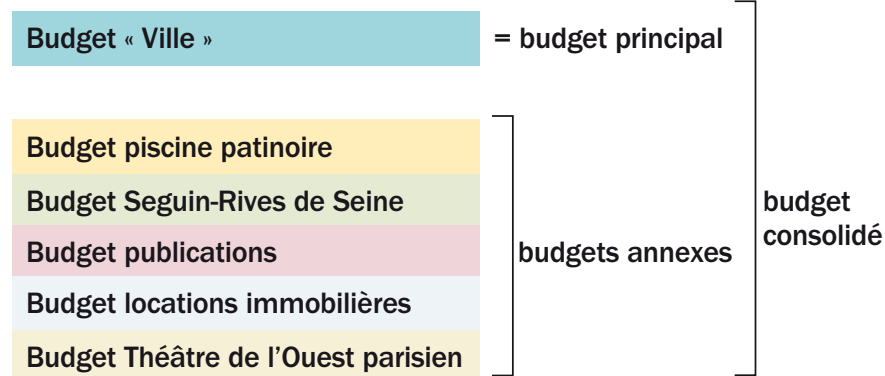 Budget « Ville »
= budget principal
Budget piscine patinoire
Budget Seguin-Rives de Seine
Budget publications
Budget locations immobilières
Budget Théâtre de l’Ouest parisien
budgets annexes
budget
consolidé